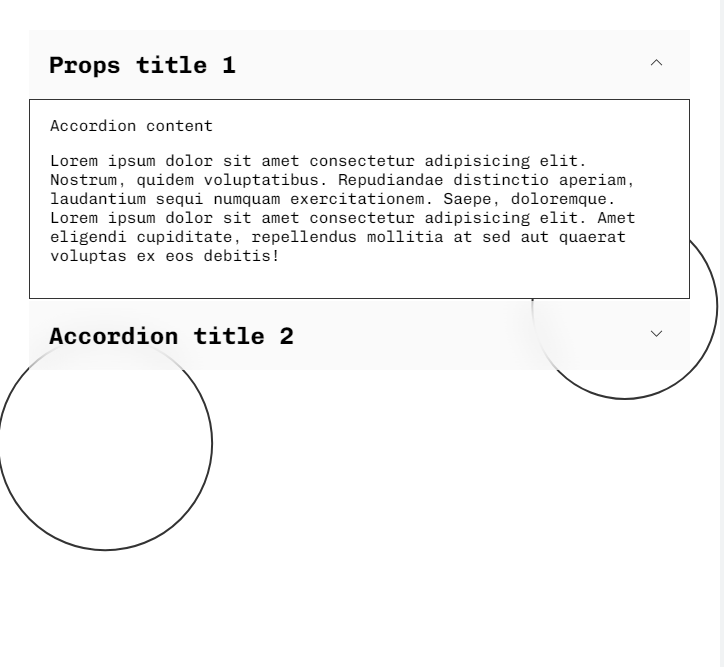 Props title 1
Accordion content
Lorem ipsum dolor sit amet consectetur adipisicing elit.
Nostrum, quidem voluptatibus. Repudiandae distinctio aperiam,
laudantium sequi numquam exercitationem. Saepe, doloremque.
Lorem ipsum dolor sit amet consectetur adipisicing elit. Amet
eligendi cupiditate, repellendus mollitia at sed aut quaerat
voluptas ex eos debitis!
Accordion title 2